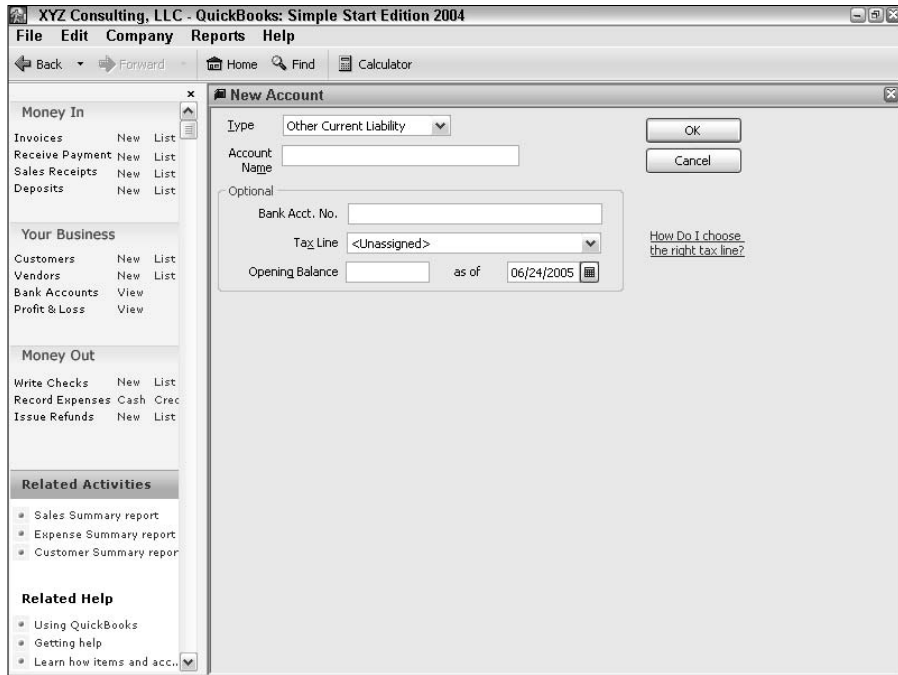 XYZ Consulting, LLC - QuickBooks: Simple Start Edition 2004
File Edit Company Reports Help
Back Forward Home Find Calculator
Money In
Invoices New List
Receive Payment New List
Sales Receipts New List
Deposits New List
Your Business
Customers New List
Vendors New List
Bank Accounts View
Profit & Loss View
Money Out
Write Checks New List
Record Expenses Cash Crec
Issue Refunds New List
Related Activities
Sales Summary report
Expense Summary report
Customer Summary repor
Related Help
Using QuickBooks
Getting help
Learn how items and acc..
New Account
Type Other Current Liability
OK
Account
Name
Cancel
Optional
Bank Acct. No.
Tax Line <Unassigned>
How Do I choose
the right tax line?
Opening Balance as of 06/24/2005